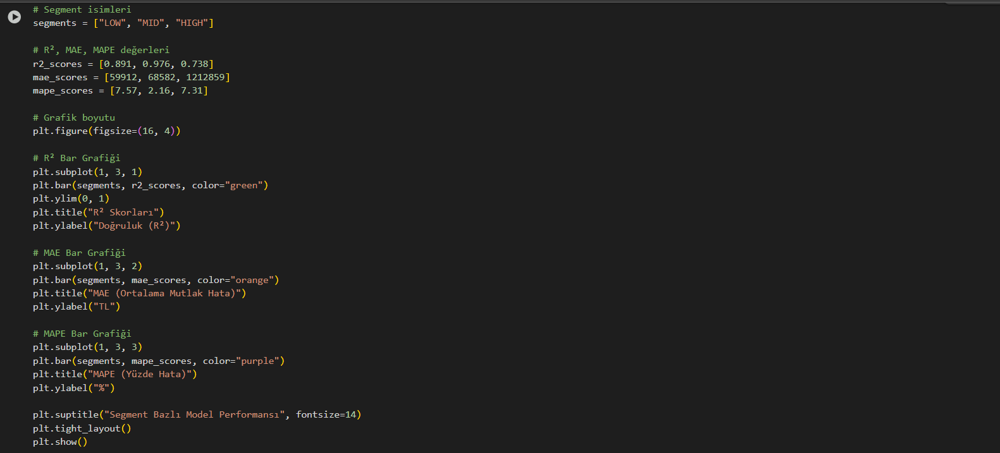 # Segment isimleri
segments = ["LOW", "MID", "HIGH"]
# R², MAE, MAPE değerleri
r2_scores = [0.891, 0.976, 0.738]
mae_scores = [59912, 68582, 1212859]
mape_scores = [7.57, 2.16, 7.31]
# Grafik boyutu
plt.figure(figsize=(16, 4))
# R² Bar Grafiği
plt.subplot(1, 3, 1)
plt.bar(segments, r2_scores, color="green")
plt.ylim(0, 1)
plt.title("R² Skorları")
plt.ylabel("Doğruluk (R²)")
# MAE Bar Grafiği
plt.subplot(1, 3, 2)
plt.bar(segments, mae_scores, color="orange")
plt.title("MAE (Ortalama Mutlak Hata)")
plt.ylabel("TL")
# MAPE Bar Grafiği
plt.subplot(1, 3, 3)
plt.bar(segments, mape_scores, color="purple")
plt.title("MAPE (Yüzde Hata)")
plt.ylabel("%")
plt.suptitle("Segment Bazlı Model Performansı", fontsize=14)
plt.tight_layout()
plt.show()